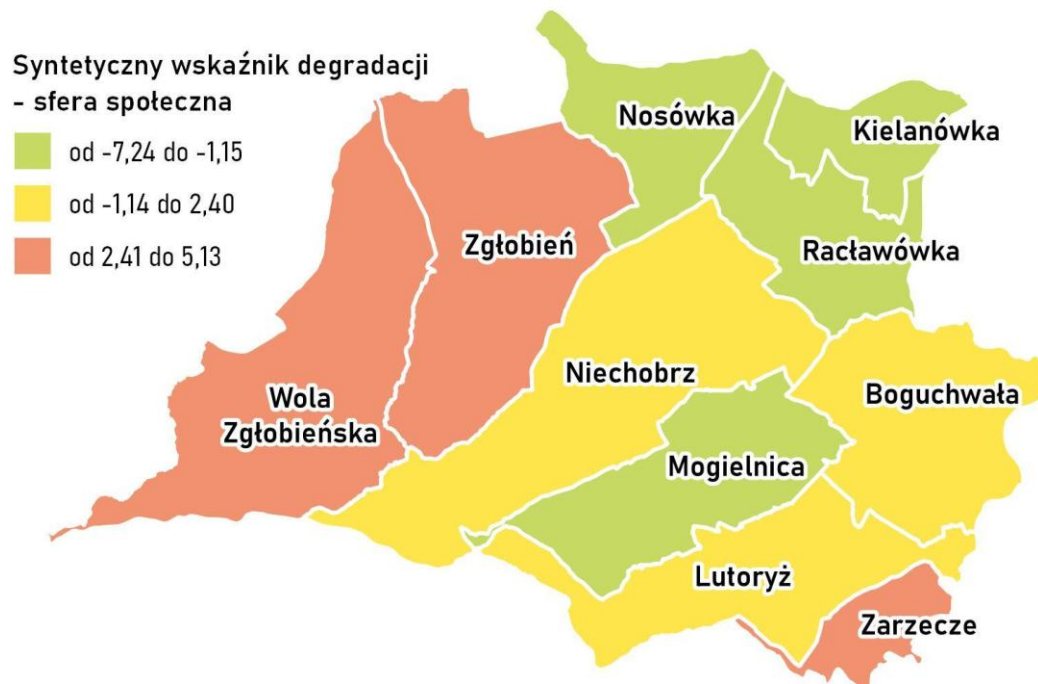 Syntetyczny wskaźnik degradacji
- sfera społeczna
od -7,24 do -1,15
od -1,14 do 2,40
od 2,41 do 5,13
Nosówka
Kielanówka
Zgłobień
Racławówka
Niechobrz
Wola
Zgłobieńska
Boguchwała
Mogielnica
Lutoryż
Zarzecze